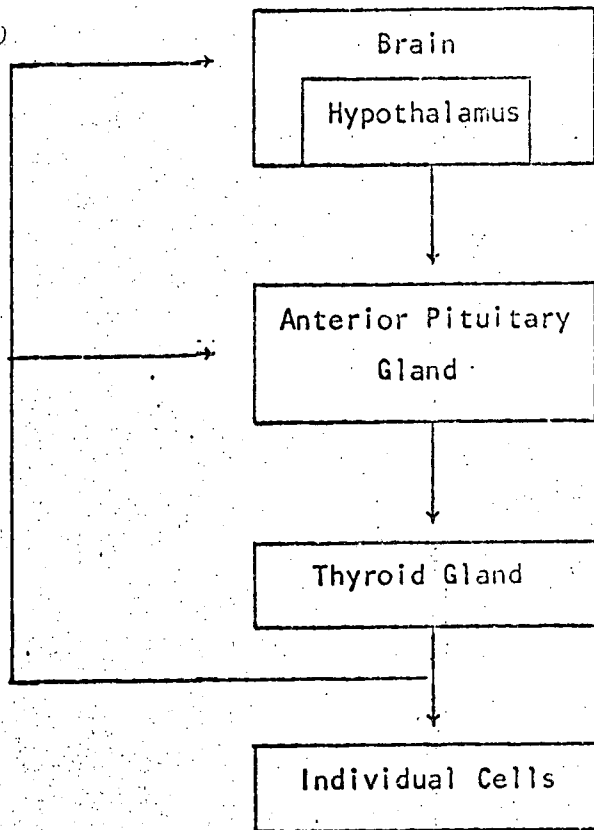 Brain
Hypothalamus
Anterior Pituitary
Gland
Thyroid Gland
Individual Cells